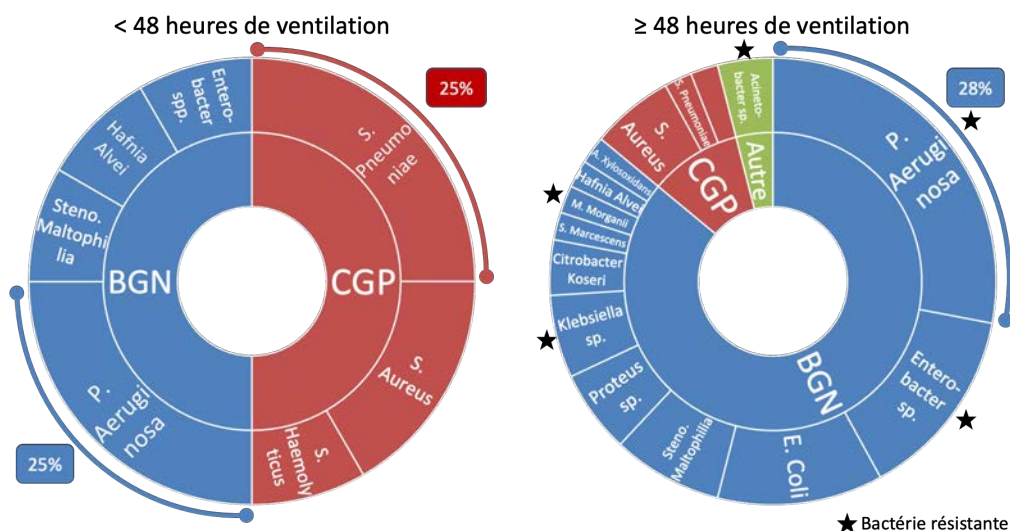 < 48 heures de ventilation
25%
S.
Pneumo
niae
S.
Aureus
S.
Haemoly
ticus
CGP
P.
Aerugi
nosa
25%
Steno.
Maltophi
lia
Hafnia
Alvei
Entero-
bacter
spp.
BGN
≥ 48 heures de ventilation
28%
P.
Aerugi
nosa
Entero-
bacter
sp.
E. Coli
Steno.
Maltophilia
Proteus
sp.
Klebsiella
sp.
Citrobacter
Koseri
S. Marcescens
M. Morganii
Hafnia Alvei
A. Xylosoxidans
BGN
S.
Aureus
S. Pneumoniae
CGP
Acineto-
bacter sp.
Autre
Bactérie résistante